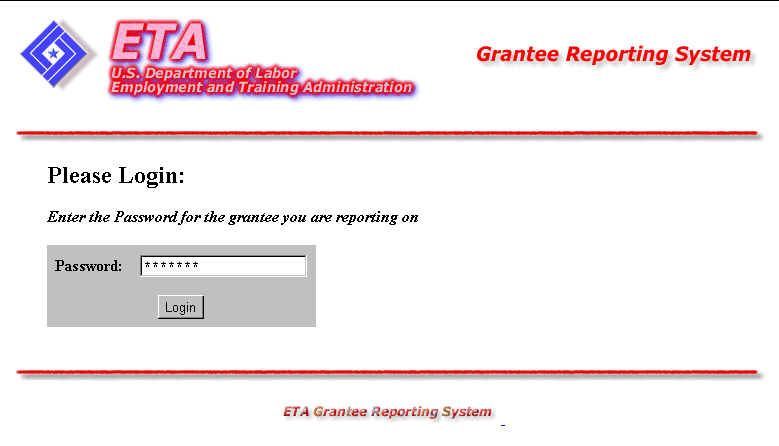 ETA
U.S. Department of Labor
Employment and Training Administration
Grantee Reporting System
Please Login:
Enter the Password for the grantee you are reporting on
Password: *******
Login
ETA Grantee Reporting System